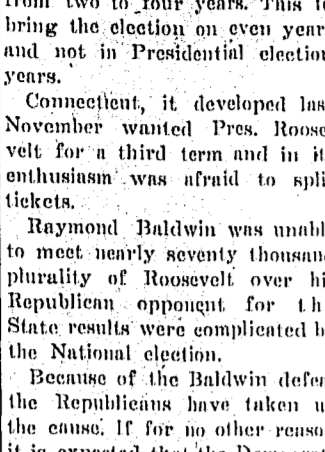 from two to four years. This
bring the election on even year
and not in Presidential election
years.
Connecticut, it developed las
November wanted Pres. Roose
velt for a third term and in it
enthusiasm was afraid to spli
tickets.
Raymond Baldwin was unabl
to meet nearly seventy thousan
plurality of Roosevelt over hi
Republican opponent for th
State results were complicated b
the National election.
Because of the Baldwin defea
the Republicans have taken u
the cause. If for no other reaso
it is expected that the Democrat